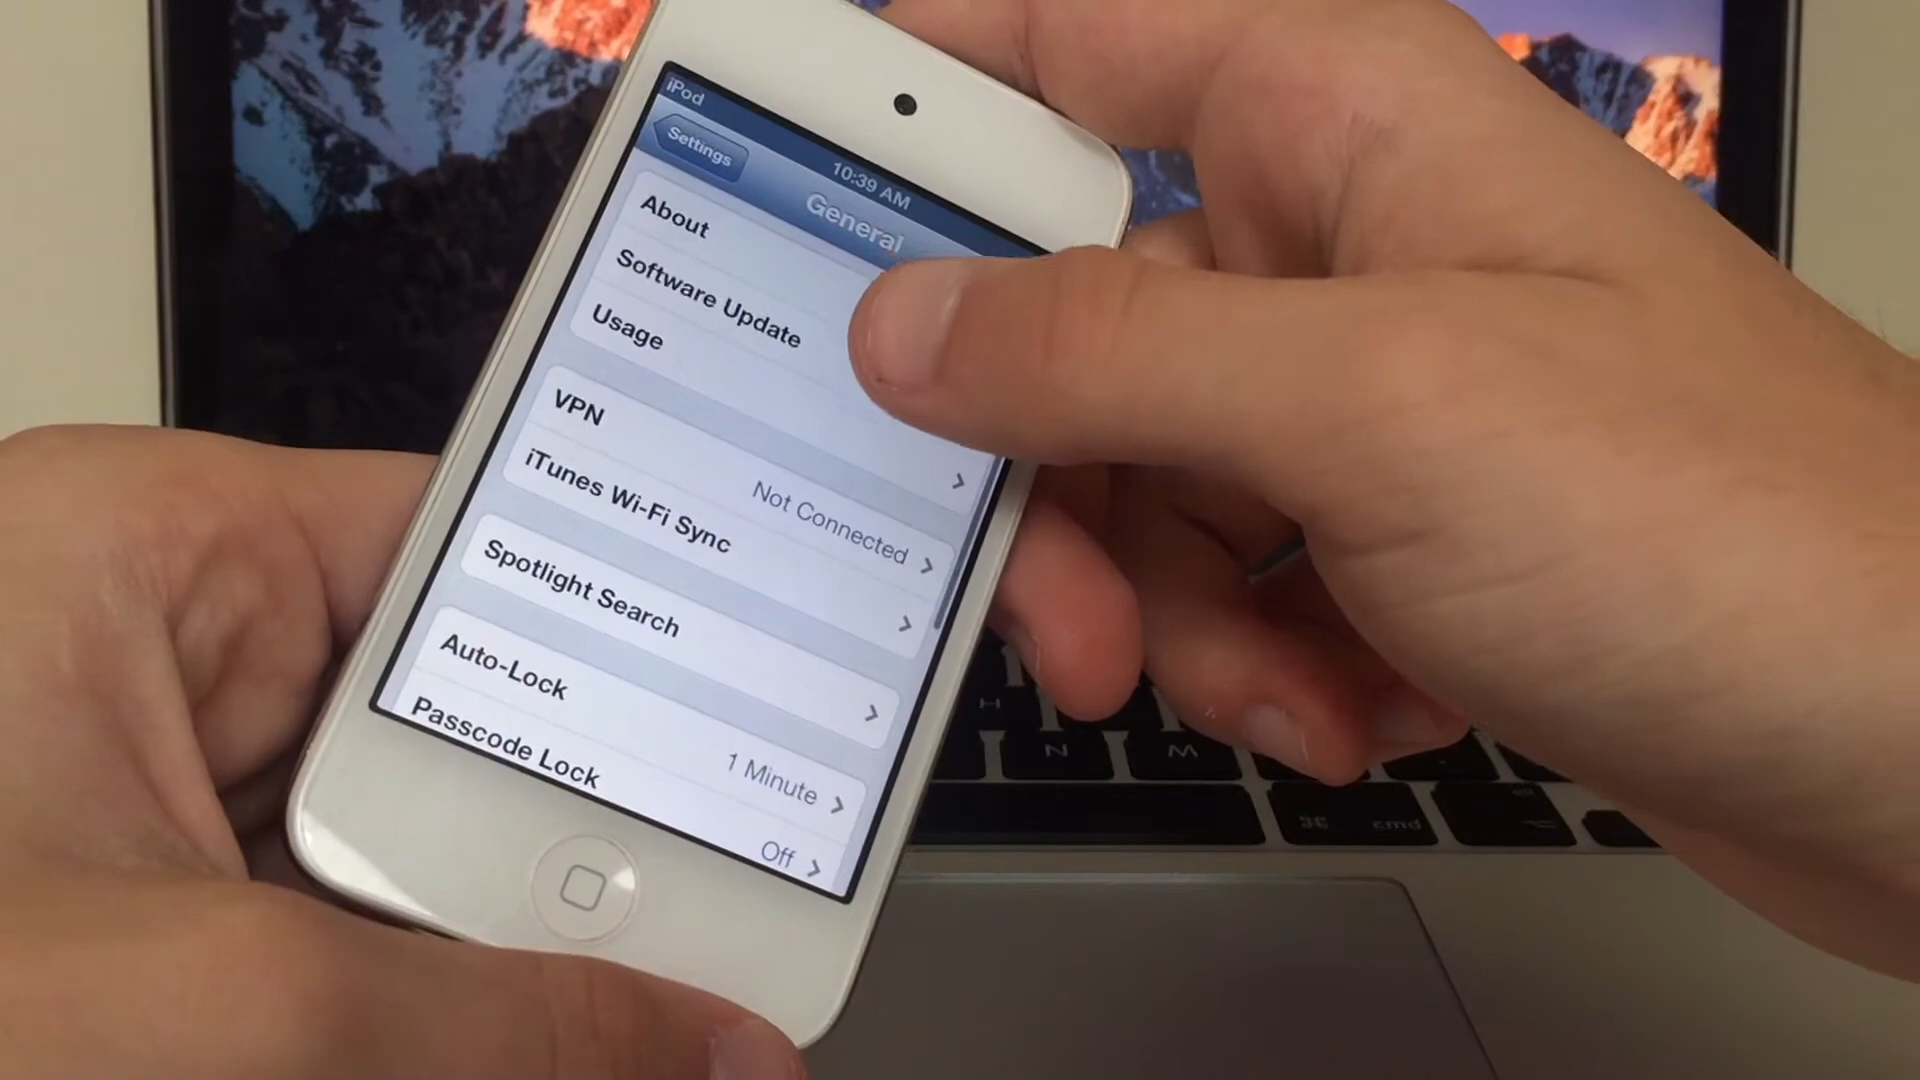 iPod
10:39 AM
Settings
General
About
Software Update
Usage
VPN
Not Connected
iTunes Wi-Fi Sync
Spotlight Search
Auto-Lock
1 Minute
Passcode Lock
Off
H
N
M
⌘ cmd